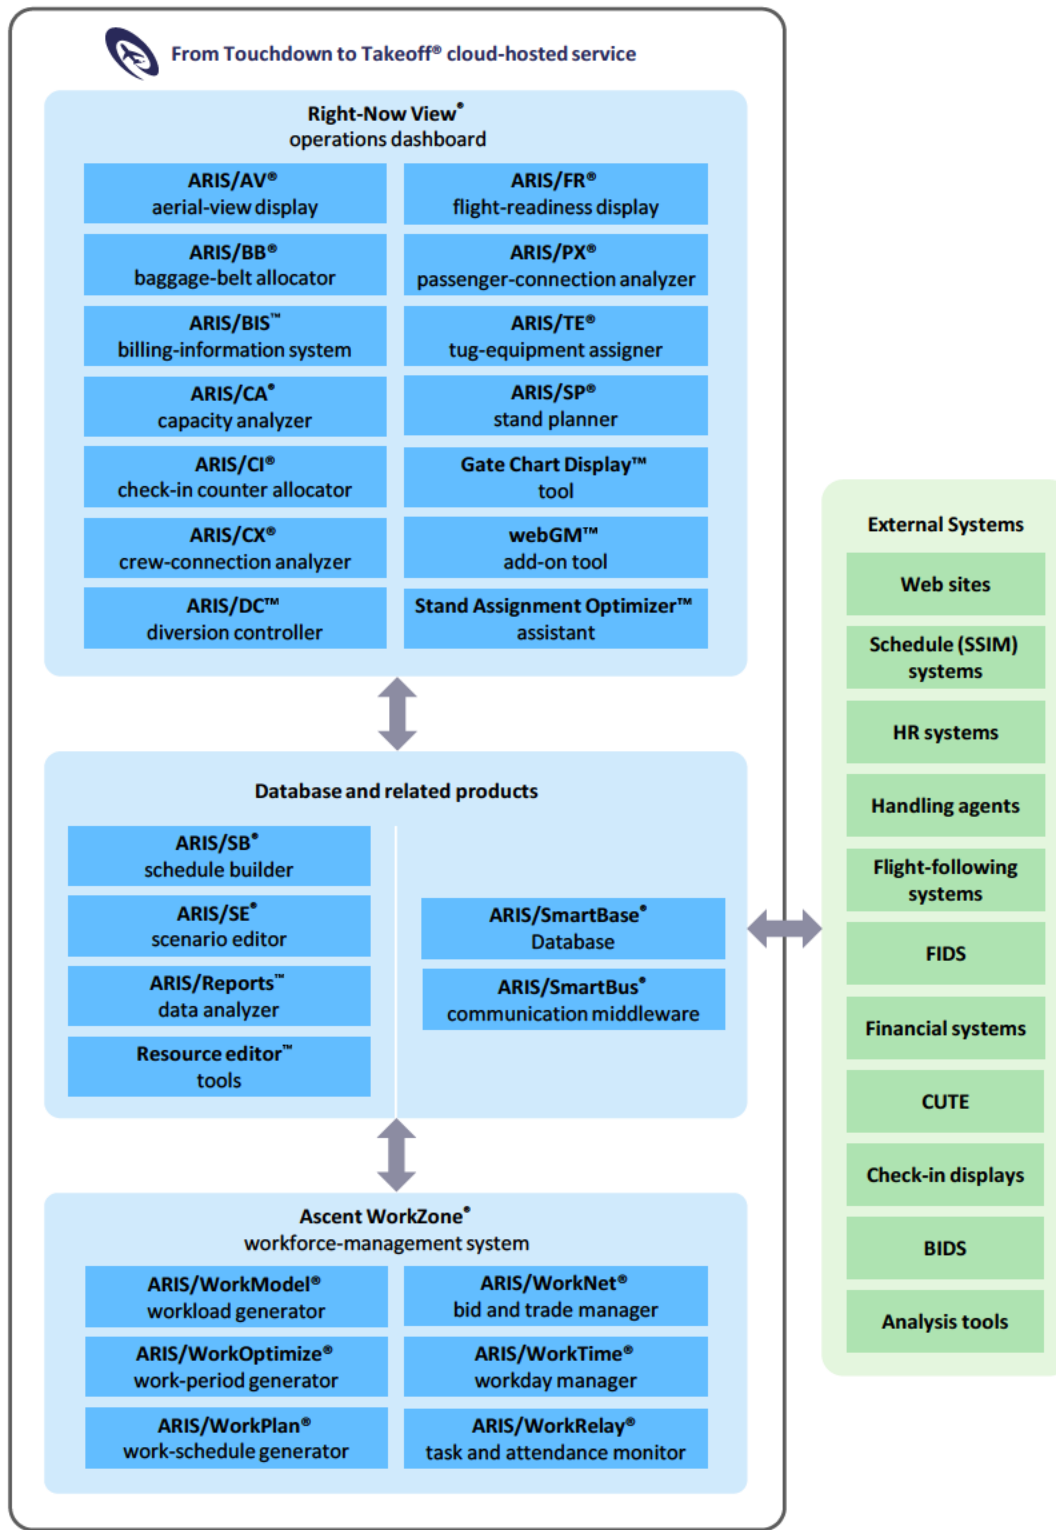 From Touchdown to Takeoff® cloud-hosted service
Right-Now View®
operations dashboard
ARIS/AV®
aerial-view display
ARIS/FR®
flight-readiness display
ARIS/BB®
baggage-belt allocator
ARIS/PX®
passenger-connection analyzer
ARIS/BIS™
billing-information system
ARIS/TE®
tug-equipment assigner
ARIS/CA®
capacity analyzer
ARIS/SP®
stand planner
ARIS/CI®
check-in counter allocator
Gate Chart Display™
tool
ARIS/CX®
crew-connection analyzer
webGM™
add-on tool
ARIS/DC™
diversion controller
Stand Assignment Optimizer™
assistant
Database and related products
ARIS/SB®
schedule builder
ARIS/SE®
scenario editor
ARIS/Reports™
data analyzer
Resource editor™
tools
ARIS/SmartBase®
Database
ARIS/SmartBus®
communication middleware
Ascent WorkZone®
workforce-management system
ARIS/WorkModel®
workload generator
ARIS/WorkNet®
bid and trade manager
ARIS/WorkOptimize®
work-period generator
ARIS/WorkTime®
workday manager
ARIS/WorkPlan®
work-schedule generator
ARIS/WorkRelay®
task and attendance monitor
External Systems
Web sites
Schedule (SSIM)
systems
HR systems
Handling agents
Flight-following
systems
FIDS
Financial systems
CUTE
Check-in displays
BIDS
Analysis tools